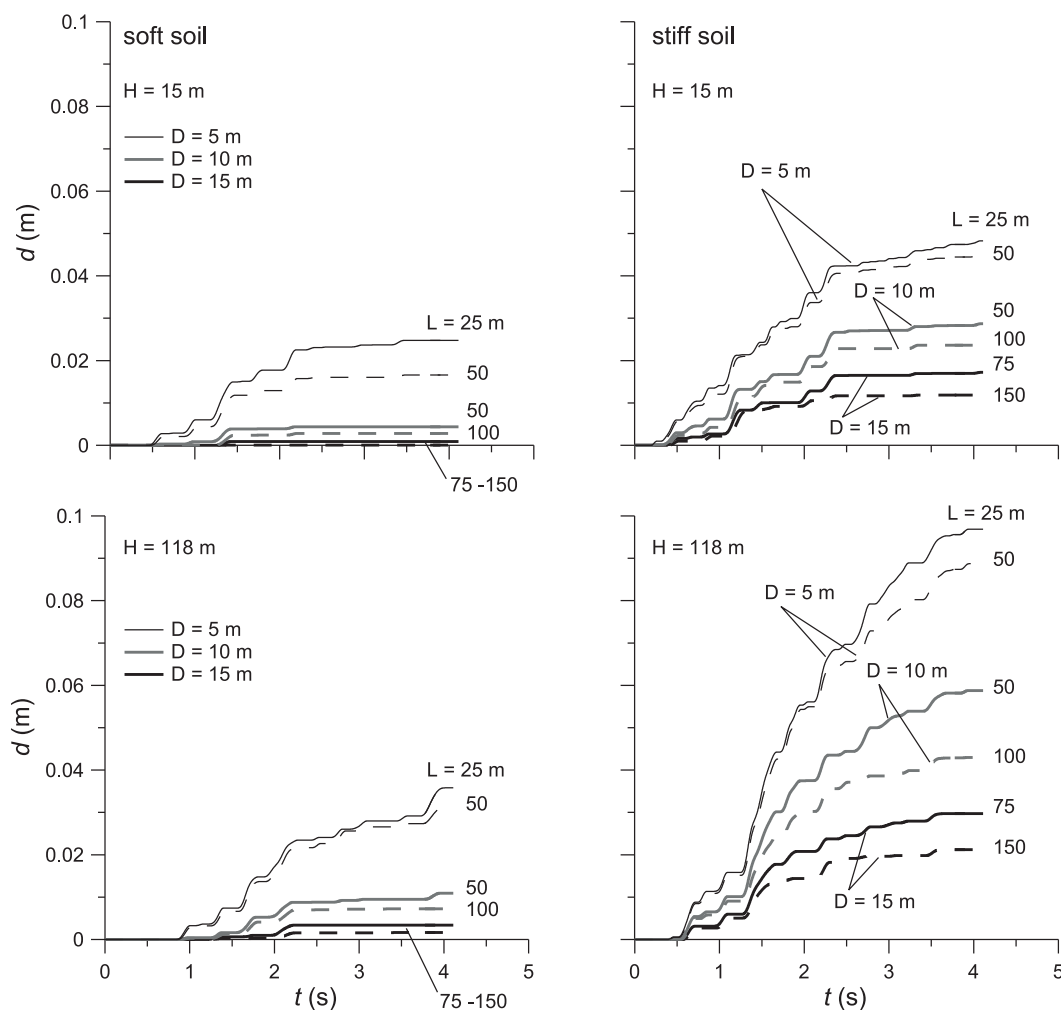 soft soil
H = 15 m
D = 5 m
D = 10 m
D = 15 m
L = 25 m
50
50
100
75 -150
0.1
0.08
0.06
0.04
0.02
0
d (m)
stiff soil
H = 15 m
D = 5 m
L = 25 m
50
D = 10 m
50
100
75
150
D = 15 m
H = 118 m
D = 5 m
D = 10 m
D = 15 m
L = 25 m
50
50
100
75 -150
0.1
0.08
0.06
0.04
0.02
0
d (m)
0 1 2 3 4 5
t (s)
H = 118 m
L = 25 m
50
D = 5 m
D = 10 m
50
100
75
150
D = 15 m
0 1 2 3 4 5
t (s)